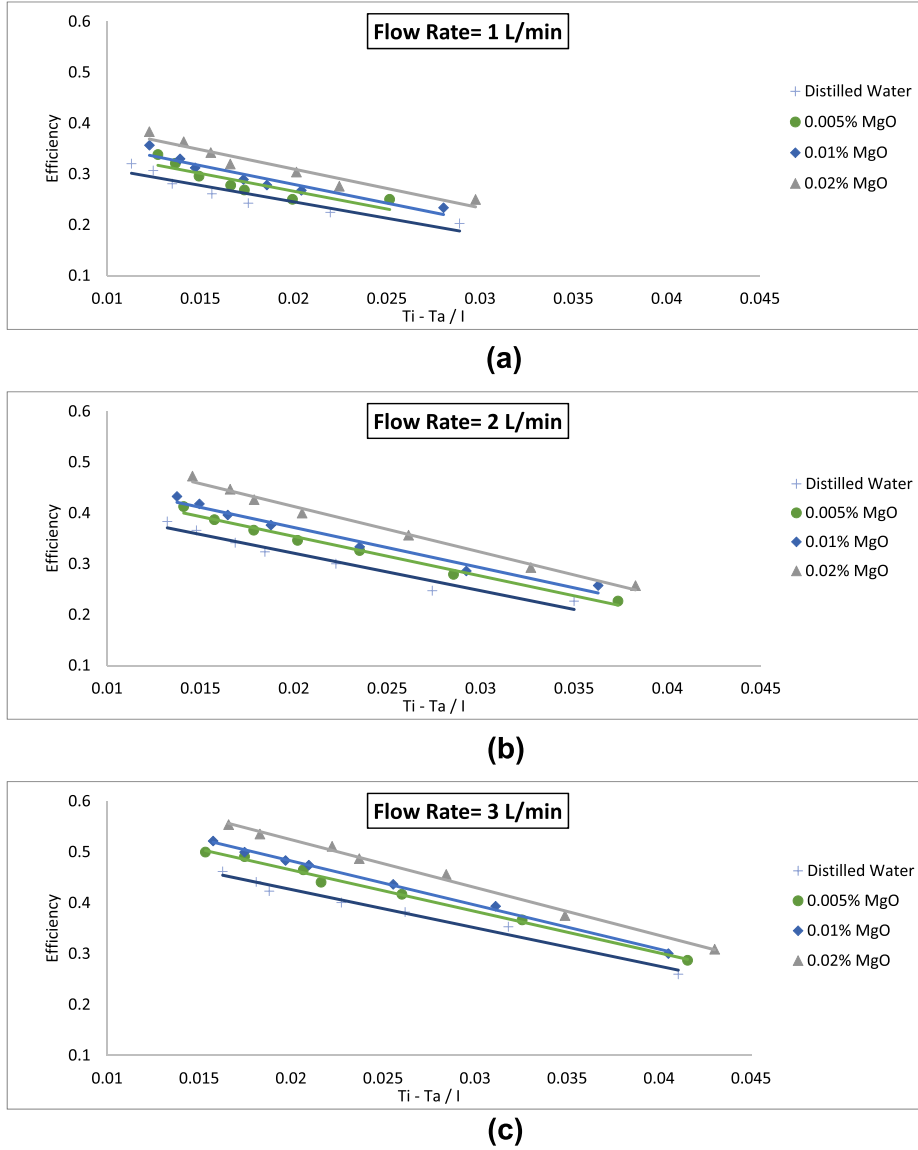 Flow Rate= 1 L/min
0.6
0.5
0.4
0.3
0.2
0.1
Efficiency
0.01 0.015 0.02 0.025 0.03 0.035 0.04 0.045
Ti - Ta / I
Distilled Water
0.005% MgO
0.01% MgO
0.02% MgO
(a)
Flow Rate= 2 L/min
0.6
0.5
0.4
0.3
0.2
0.1
Efficiency
0.01 0.015 0.02 0.025 0.03 0.035 0.04 0.045
Ti - Ta / I
Distilled Water
0.005% MgO
0.01% MgO
0.02% MgO
(b)
Flow Rate= 3 L/min
0.6
0.5
0.4
0.3
0.2
0.1
Efficiency
0.01 0.015 0.02 0.025 0.03 0.035 0.04 0.045
Ti - Ta / I
Distilled Water
0.005% MgO
0.01% MgO
0.02% MgO
(c)